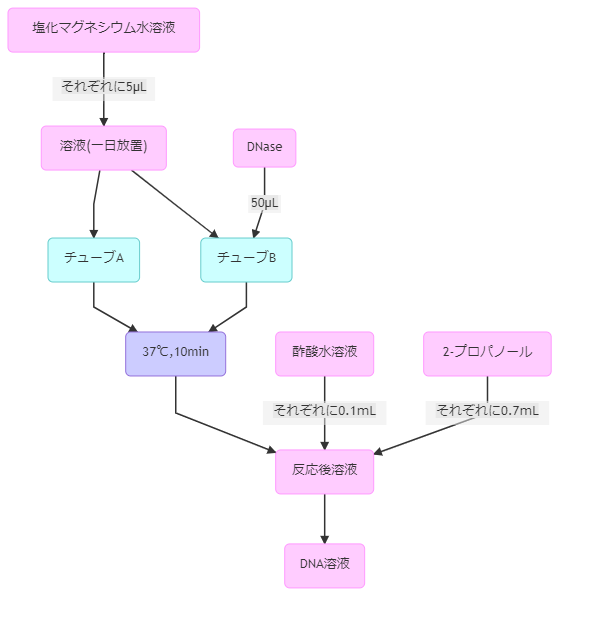 塩化マグネシウム水溶液
それぞれに5μL
溶液(一日放置)
DNase
50μL
チューブA
チューブB
37℃,10min
酢酸水溶液
2-プロパノール
それぞれに0.1mL
それぞれに0.7mL
反応後溶液
DNA溶液